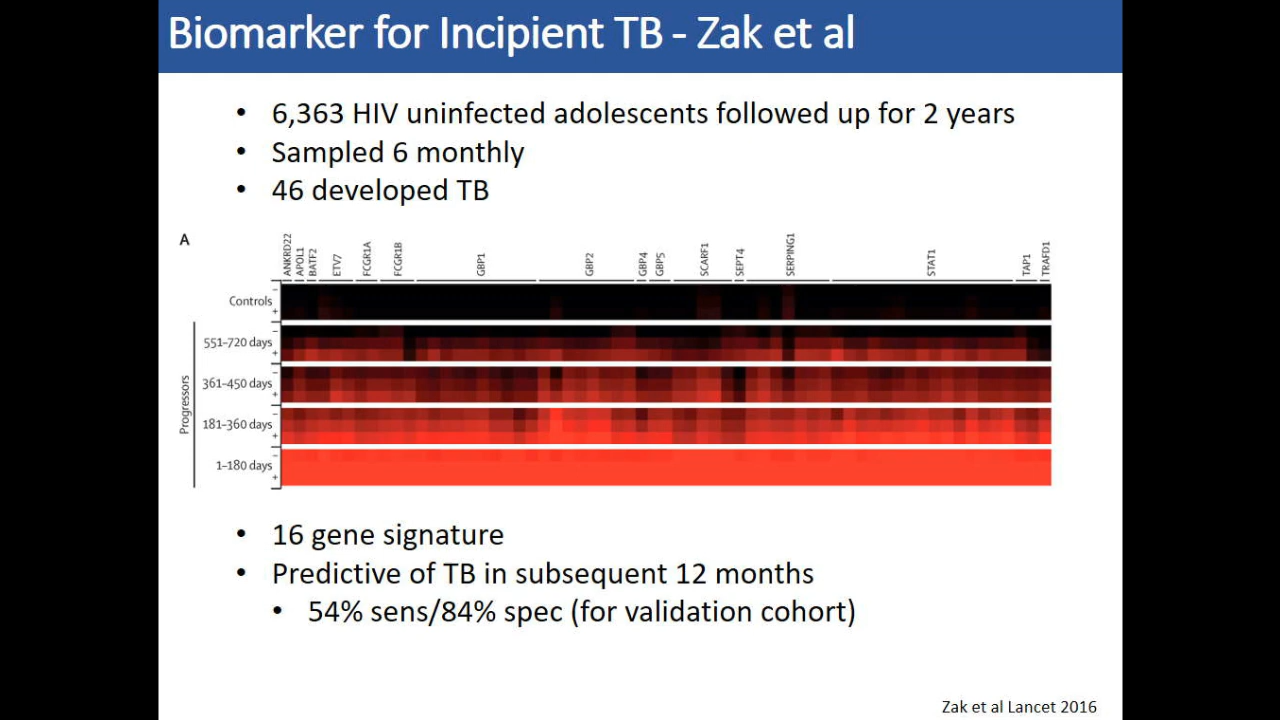 Biomarker for Incipient TB - Zak et al
• 6,363 HIV uninfected adolescents followed up for 2 years
• Sampled 6 monthly
• 46 developed TB
A
ANKRD22 APOL1 BATF2 ETV7 FCGR1A FCGR1B GBP1 GBP2 GBP4 GBP5 SCARF1 SEPT4 SERPING1 STAT1 TAP1 TRAFD1
−
Controls
+
−
551–720 days
+
−
361–450 days
+
−
181–360 days
+
−
1–180 days
+
Progressors
• 16 gene signature
• Predictive of TB in subsequent 12 months
• 54% sens/84% spec (for validation cohort)
Zak et al Lancet 2016